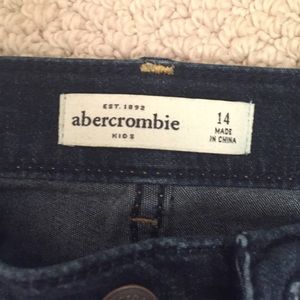 EST. 1892
abercrombie
KIDS
14
MADE
IN CHINA